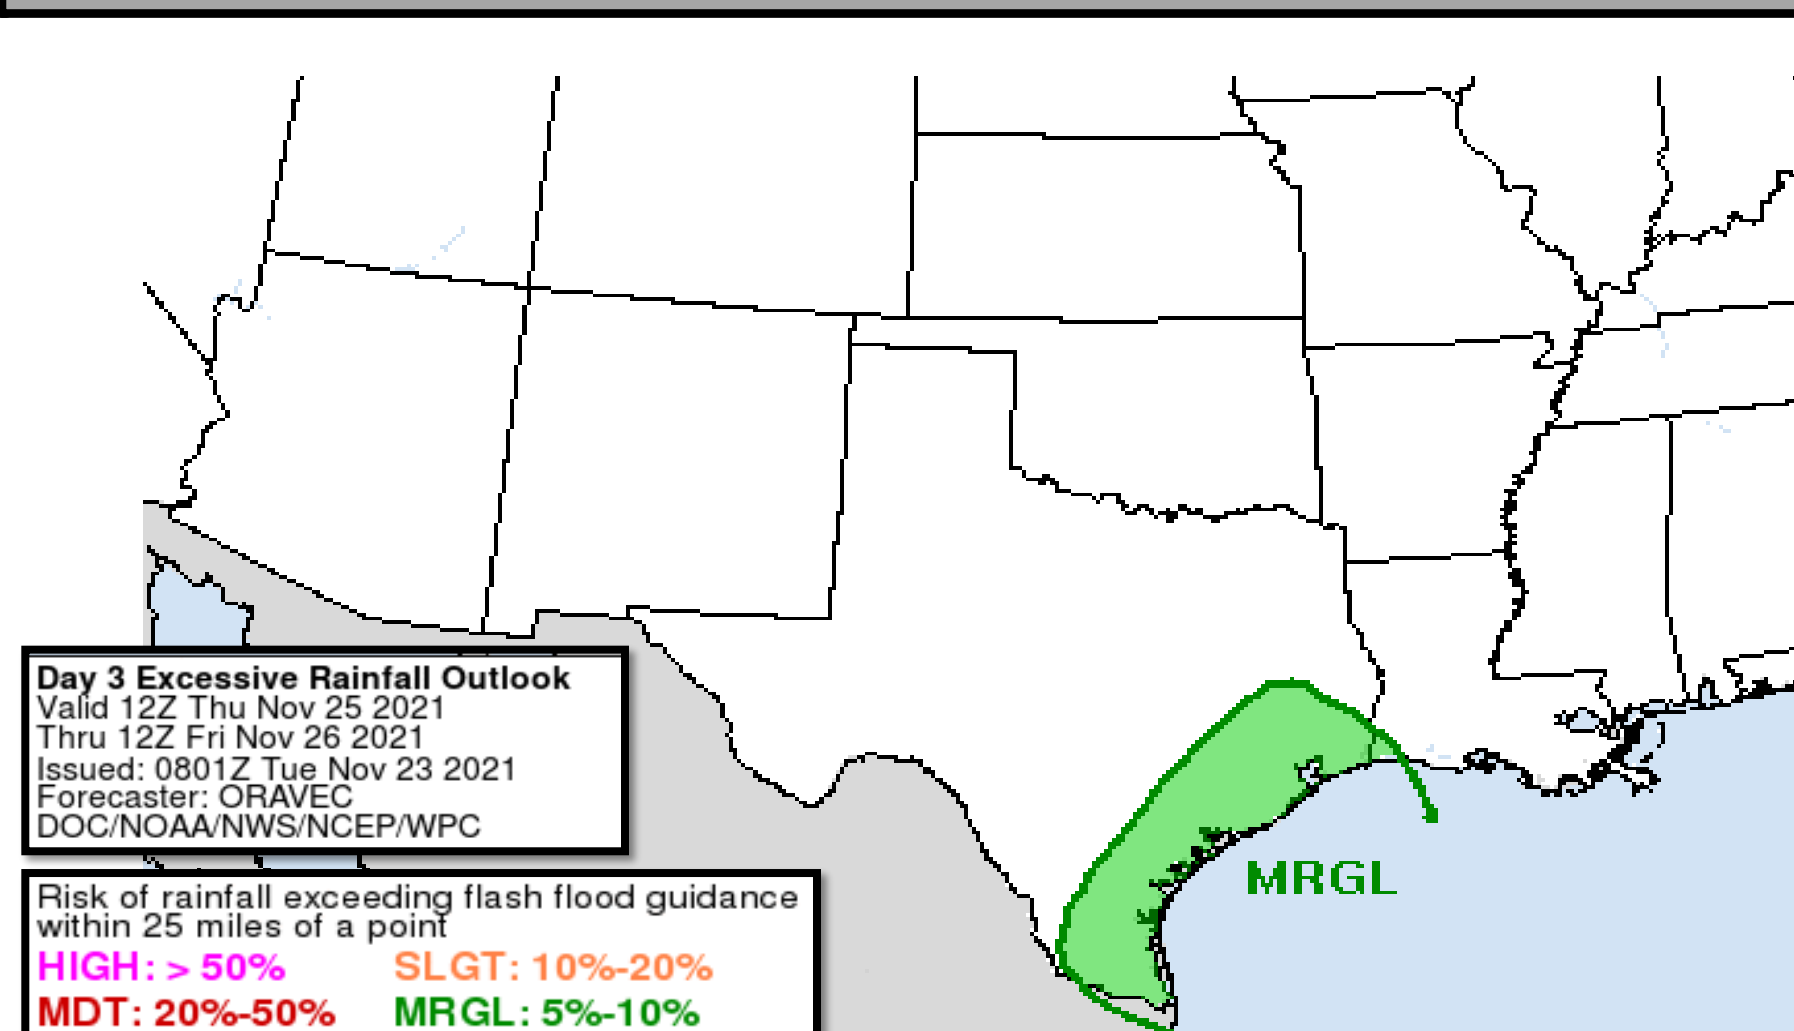 Day 3 Excessive Rainfall Outlook
Valid 12Z Thu Nov 25 2021
Thru 12Z Fri Nov 26 2021
Issued: 0801Z Tue Nov 23 2021
Forecaster: ORAVEC
DOC/NOAA/NWS/NCEP/WPC
MRGL
Risk of rainfall exceeding flash flood guidance
within 25 miles of a point
HIGH: > 50% SLGT: 10%-20%
MDT: 20%-50% MRGL: 5%-10%